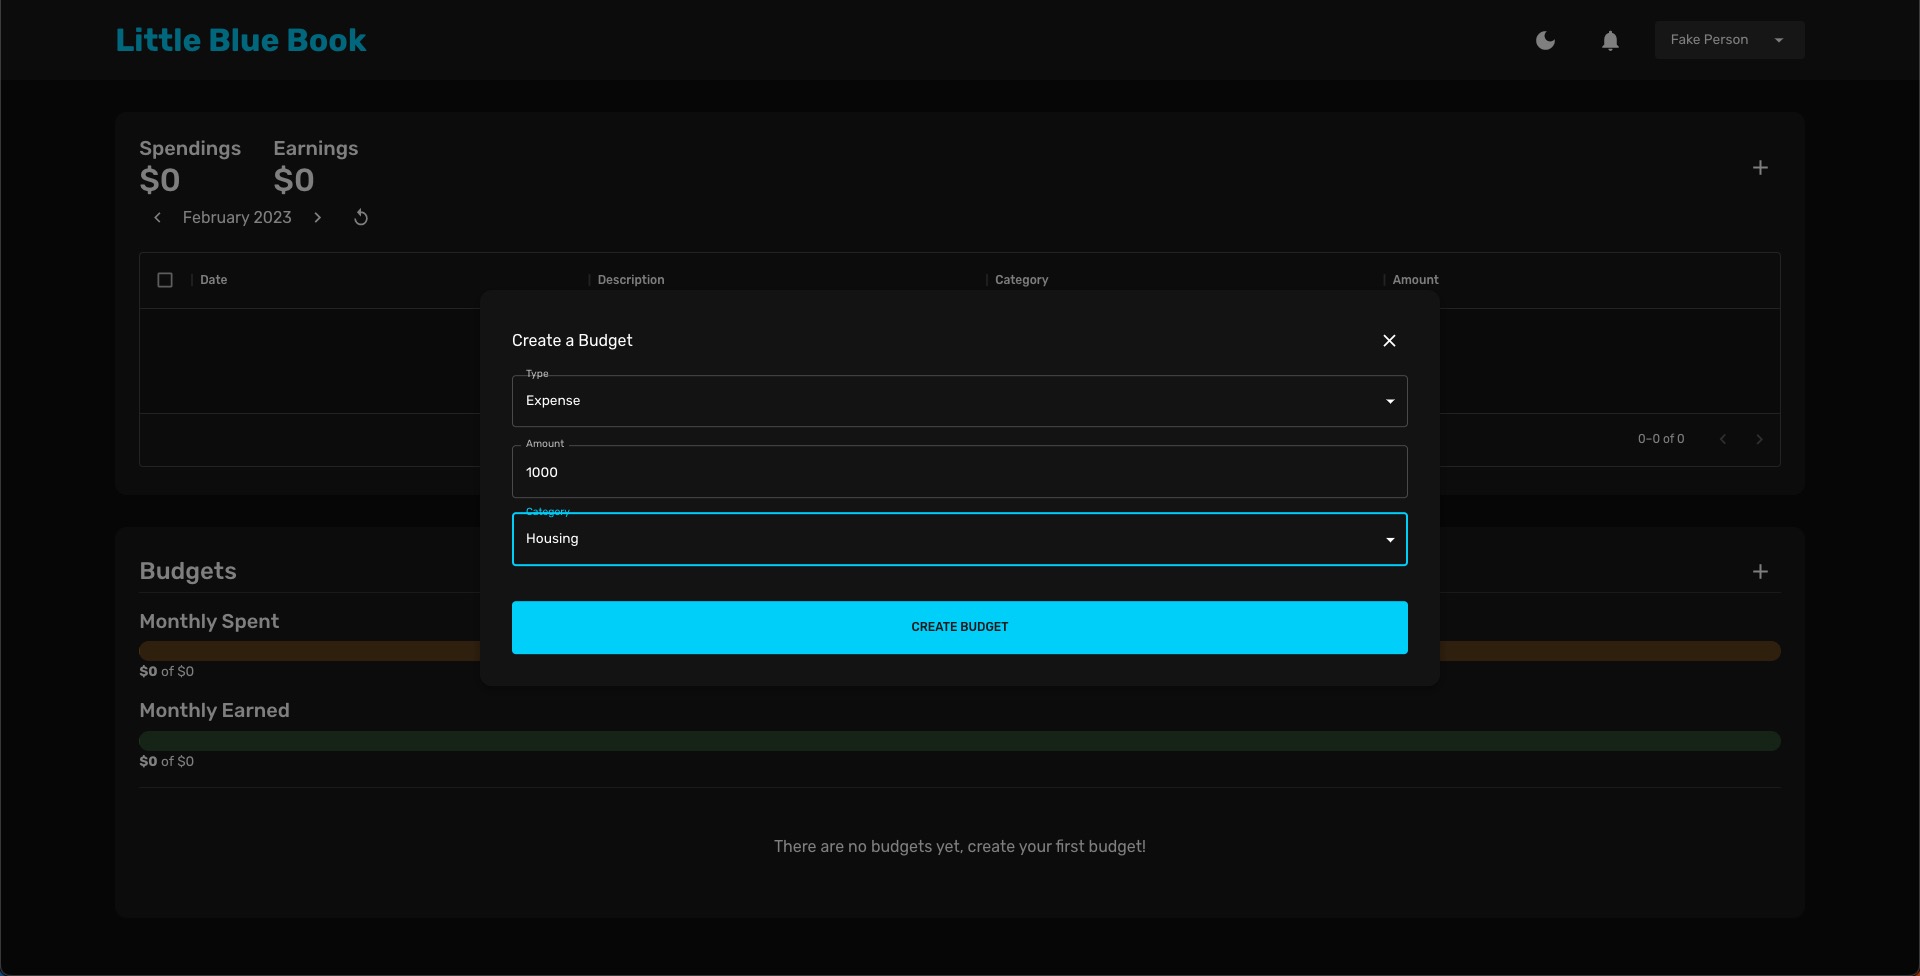 Little Blue Book
Fake Person
Spendings Earnings
$0 $0
February 2023
Date Description Category Amount
Create a Budget
Type
Expense
Amount
1000
0-0 of 0
Category
Housing
CREATE BUDGET
Budgets
Monthly Spent
$0 of $0
Monthly Earned
$0 of $0
There are no budgets yet, create your first budget!